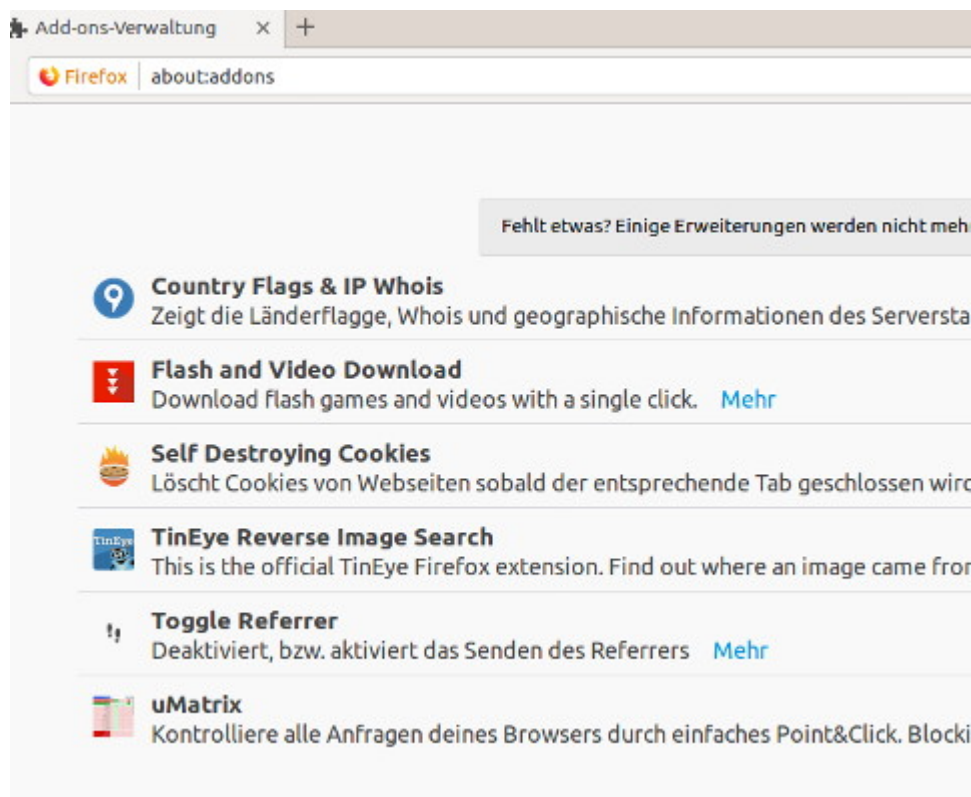 Add-ons-Verwaltung
Firefox about:addons
Fehlt etwas? Einige Erweiterungen werden nicht mehr
Country Flags & IP Whois
Zeigt die Länderflagge, Whois und geographische Informationen des Serversta
Flash and Video Download
Download flash games and videos with a single click. Mehr
Self Destroying Cookies
Löscht Cookies von Webseiten sobald der entsprechende Tab geschlossen wird
TinEye
TinEye Reverse Image Search
This is the official TinEye Firefox extension. Find out where an image came from
Toggle Referrer
Deaktiviert, bzw. aktiviert das Senden des Referrers Mehr
uMatrix
Kontrolliere alle Anfragen deines Browsers durch einfaches Point&Click. Blocki